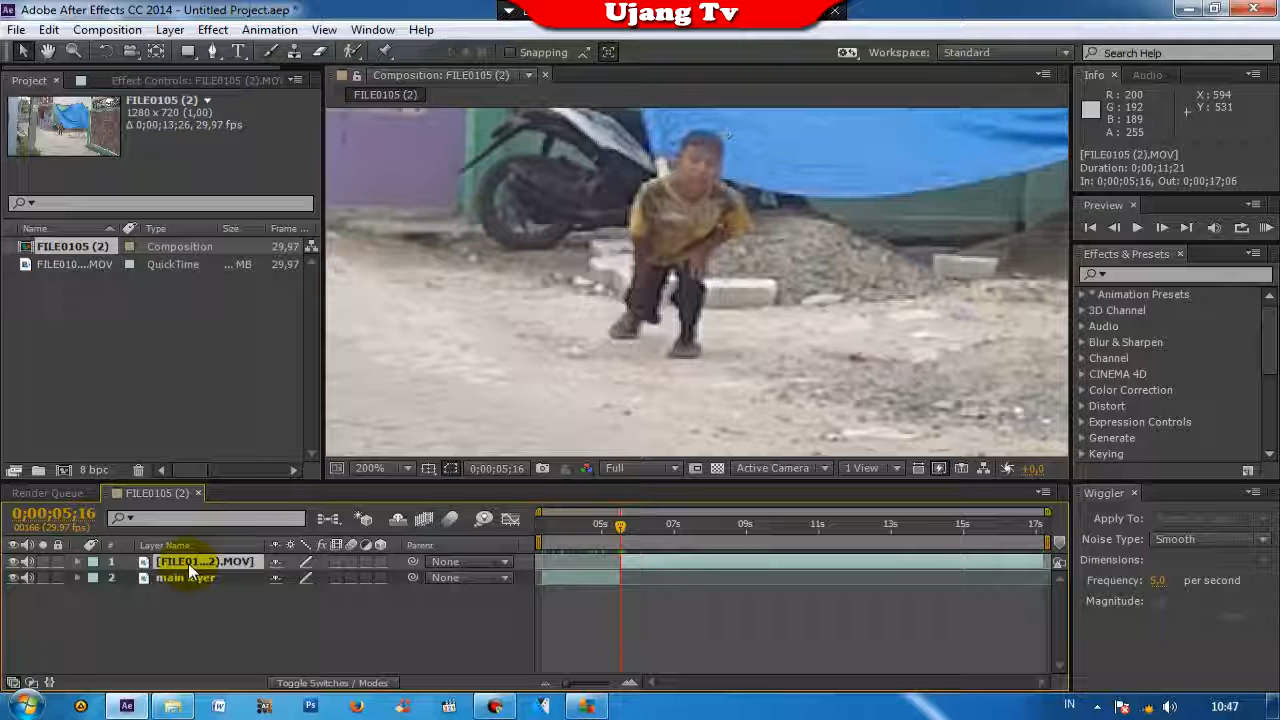 Adobe After Effects CC 2014 - Untitled Project.aep *
Ujang Tv
File Edit Composition Layer Effect Animation View Window Help
Snapping
Workspace: Standard
Search Help
Project
Effect Controls: FILE0105 (2).MO
Composition: FILE0105 (2)
Info
Audio
FILE0105 (2)
1280 x 720 (1,00)
Δ 0;00;13;26, 29,97 fps
FILE0105 (2)
R : 200
G : 192
B : 189
A : 255
X : 594
Y : 531
[FILE0105 (2).MOV]
Duration: 0;00;11;21
In: 0;00;05;16, Out: 0;00;17;06
Preview
Name Type Size Frame ...
FILE0105 (2) Composition 29,97
FILE010....MOV QuickTime ... MB 29,97
Effects & Presets
* Animation Presets
3D Channel
Audio
Blur & Sharpen
Channel
CINEMA 4D
Color Correction
Distort
Expression Controls
Generate
Keying
8 bpc
200%
0;00;05;16
Full
Active Camera
1 View
+0,0
Render Queue
FILE0105 (2)
0;00;05;16
00166 (29.97 fps)
05s 07s 09s 11s 13s 15s 17s
# Layer Name Parent
1 [FILE01...2).MOV] None
2 main layer None
Toggle Switches / Modes
Wiggler
Apply To:
Noise Type: Smooth
Dimensions:
Frequency: 5,0 per second
Magnitude:
IN
10:47